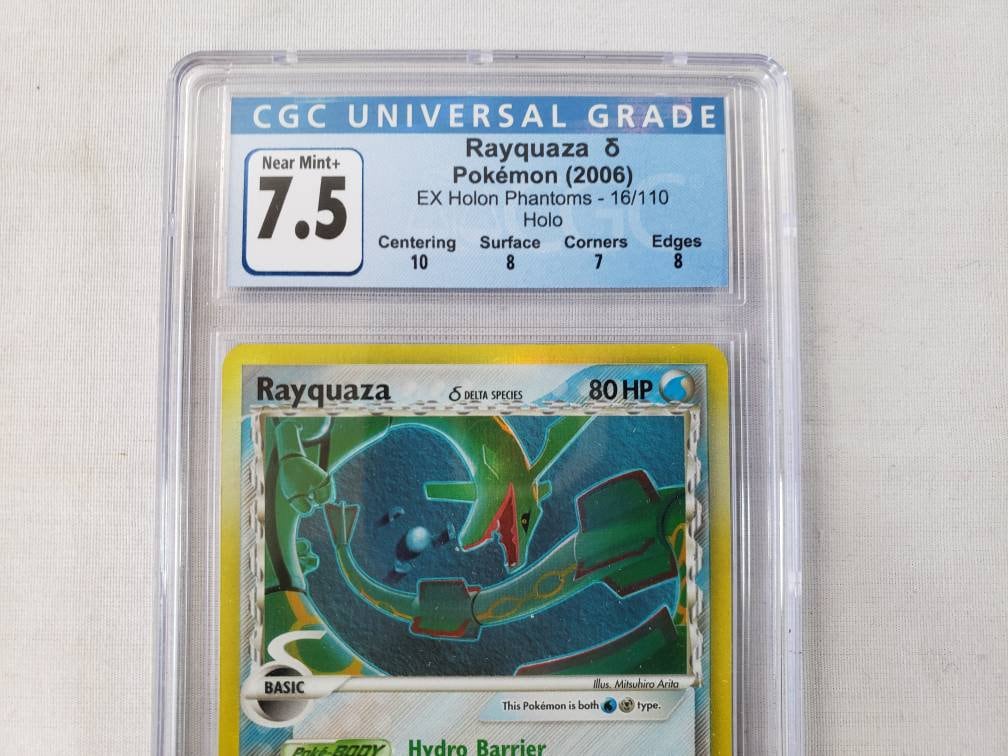 CGC UNIVERSAL GRADE
Near Mint+
7.5
Rayquaza δ
Pokémon (2006)
EX Holon Phantoms - 16/110
Holo
Centering Surface Corners Edges
10 8 7 8
Rayquaza δ DELTA SPECIES 80 HP
δ
BASIC
Illus. Mitsuhiro Arita
This Pokémon is both type.
Poké-BODY Hydro Barrier